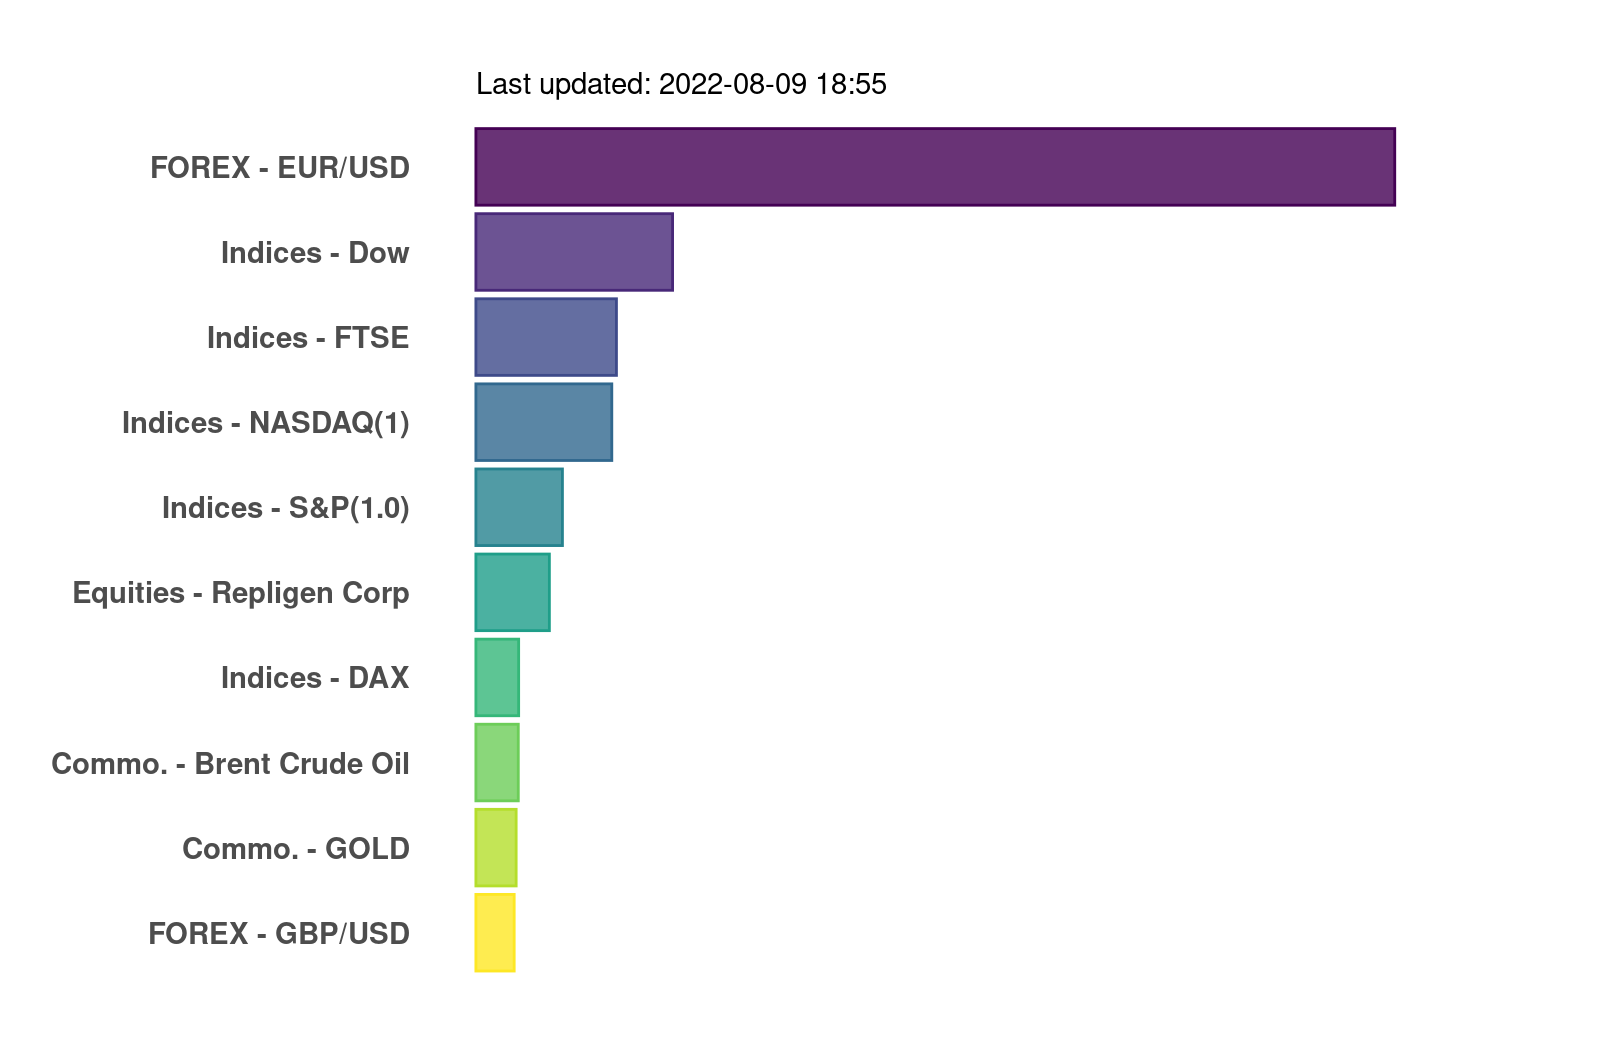 Last updated: 2022-08-09 18:55
FOREX - EUR/USD
Indices - Dow
Indices - FTSE
Indices - NASDAQ(1)
Indices - S&P(1.0)
Equities - Repligen Corp
Indices - DAX
Commo. - Brent Crude Oil
Commo. - GOLD
FOREX - GBP/USD